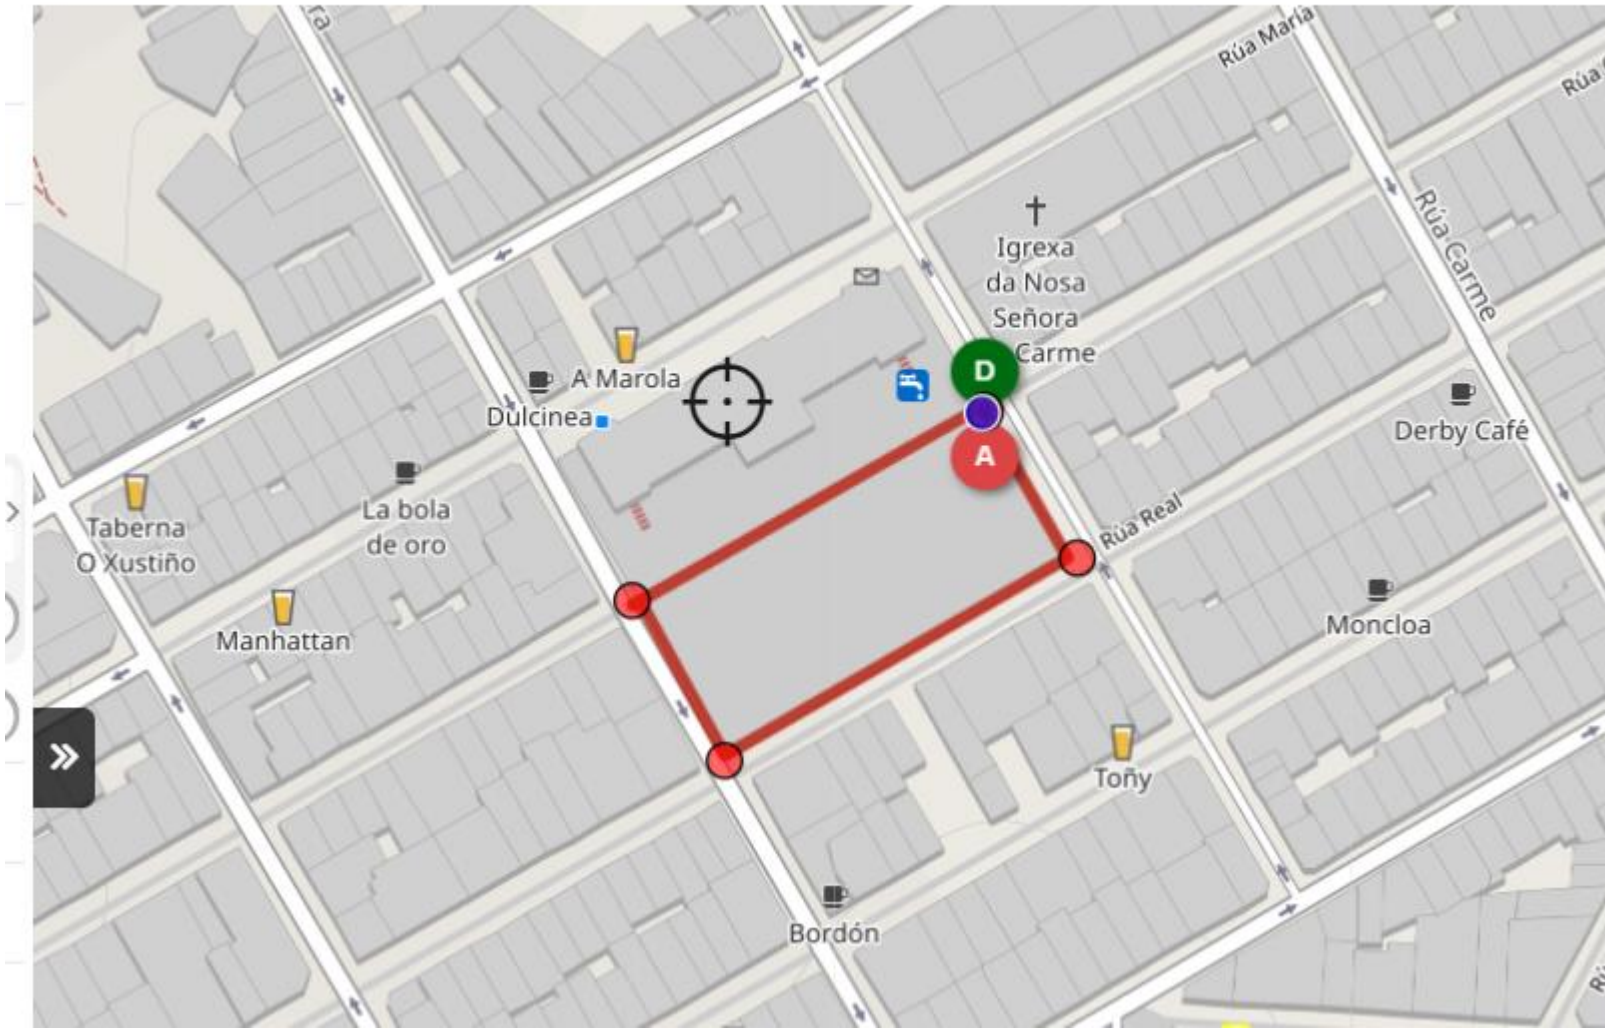 Rúa María
Rúa Carme
Igrexa
da Nosa
Señora
Carme
D
A
A Marola
Dulcinea
Derby Café
La bola
de oro
Taberna
O Xustiño
Rúa Real
Manhattan
Moncloa
Toñy
Bordón